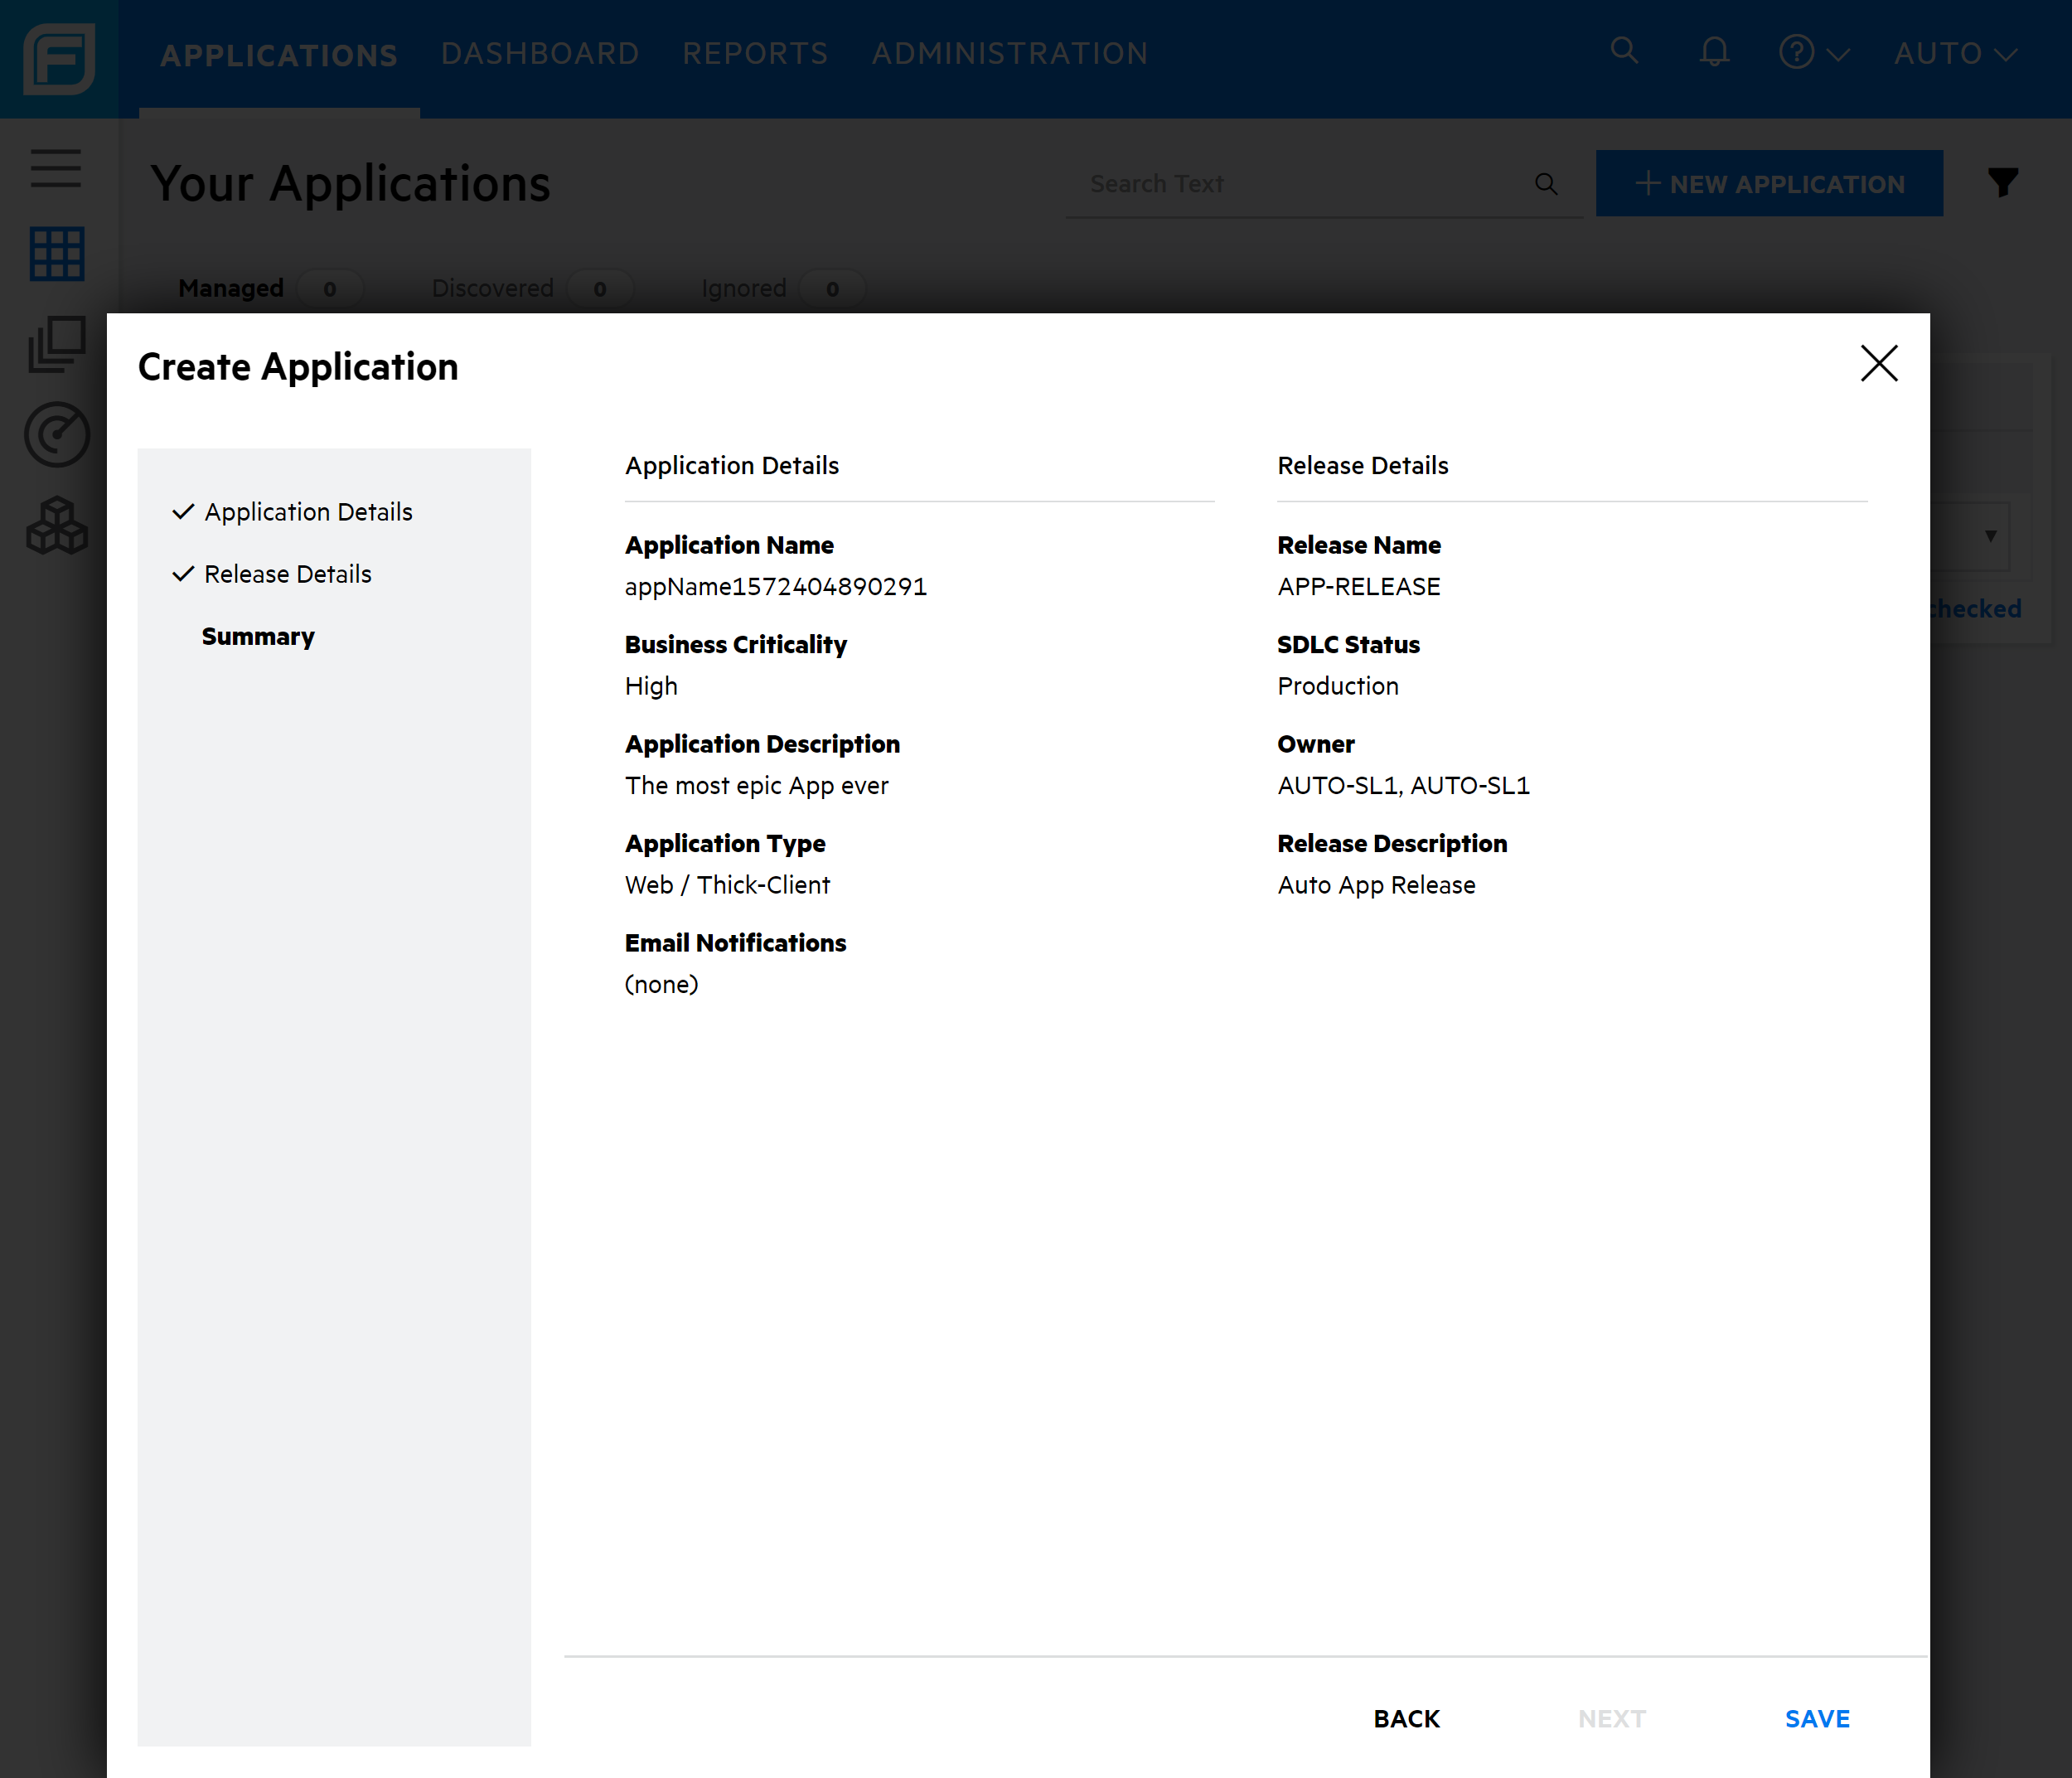 APPLICATIONS DASHBOARD REPORTS ADMINISTRATION AUTO
Your Applications
Search Text
NEW APPLICATION
Managed 0 Discovered 0 Ignored 0
Create Application
Application Details
Release Details
Summary
Application Details
Application Name
appName1572404890291
Business Criticality
High
Application Description
The most epic App ever
Application Type
Web / Thick-Client
Email Notifications
(none)
Release Details
Release Name
APP-RELEASE
SDLC Status
Production
Owner
AUTO-SL1, AUTO-SL1
Release Description
Auto App Release
checked
BACK NEXT SAVE